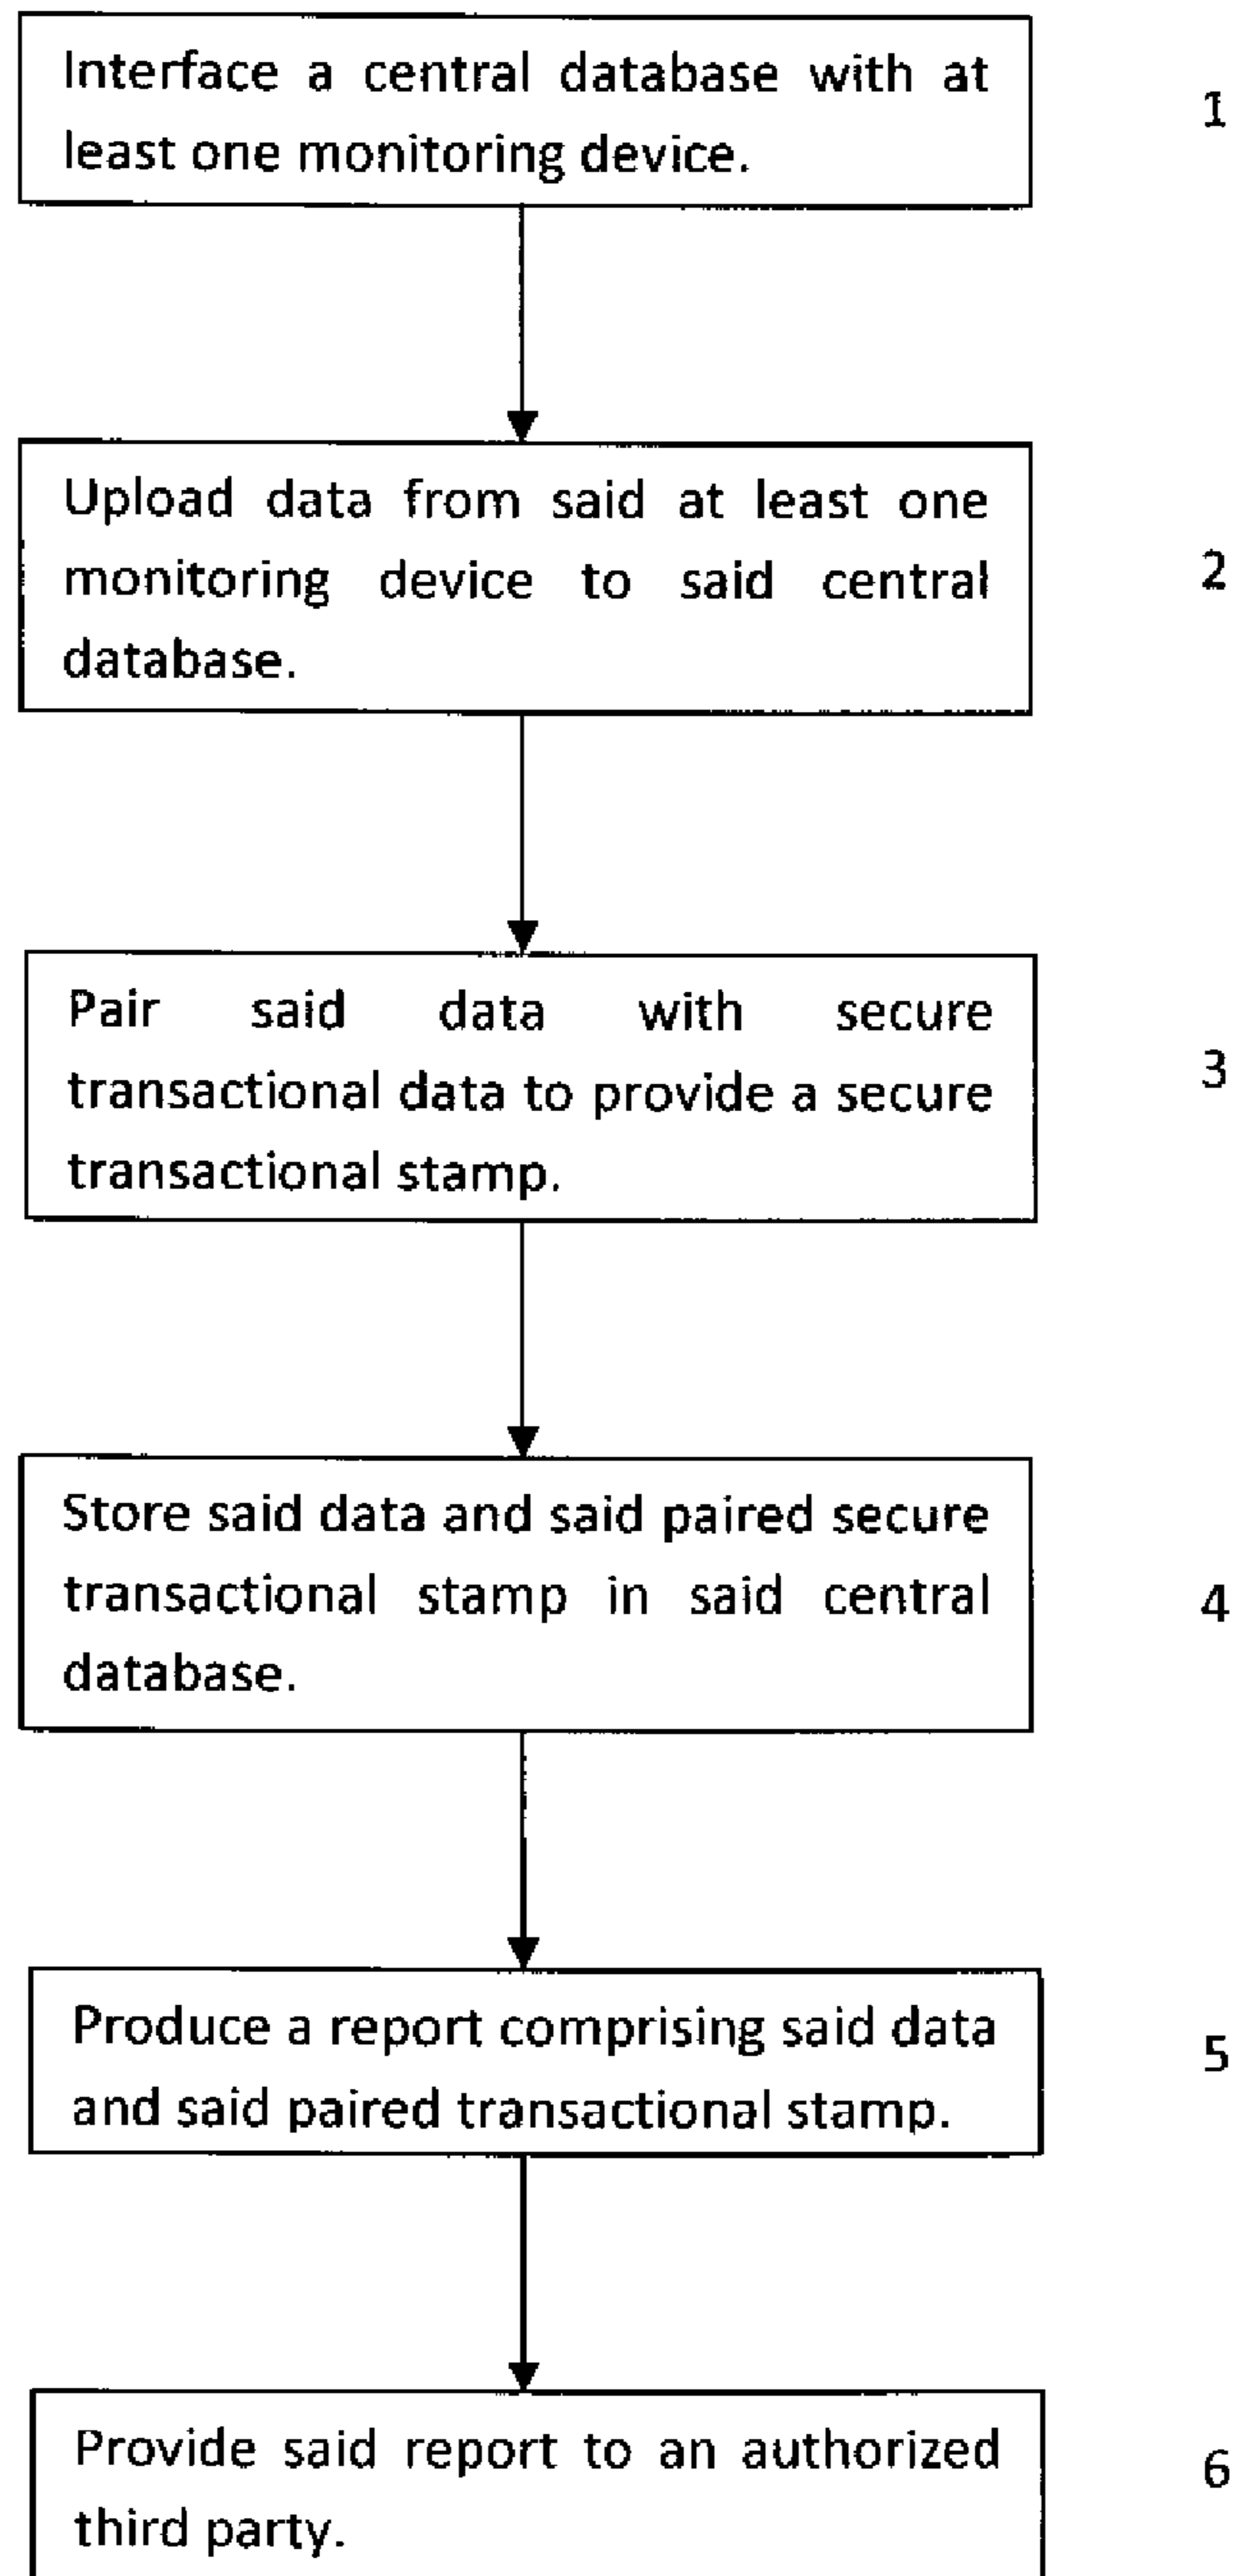 Interface a central database with at
least one monitoring device.
1
Upload data from said at least one
monitoring device to said central
database.
2
Pair said data with secure
transactional data to provide a secure
transactional stamp.
3
Store said data and said paired secure
transactional stamp in said central
database.
4
Produce a report comprising said data
and said paired transactional stamp.
5
Provide said report to an authorized
third party.
6